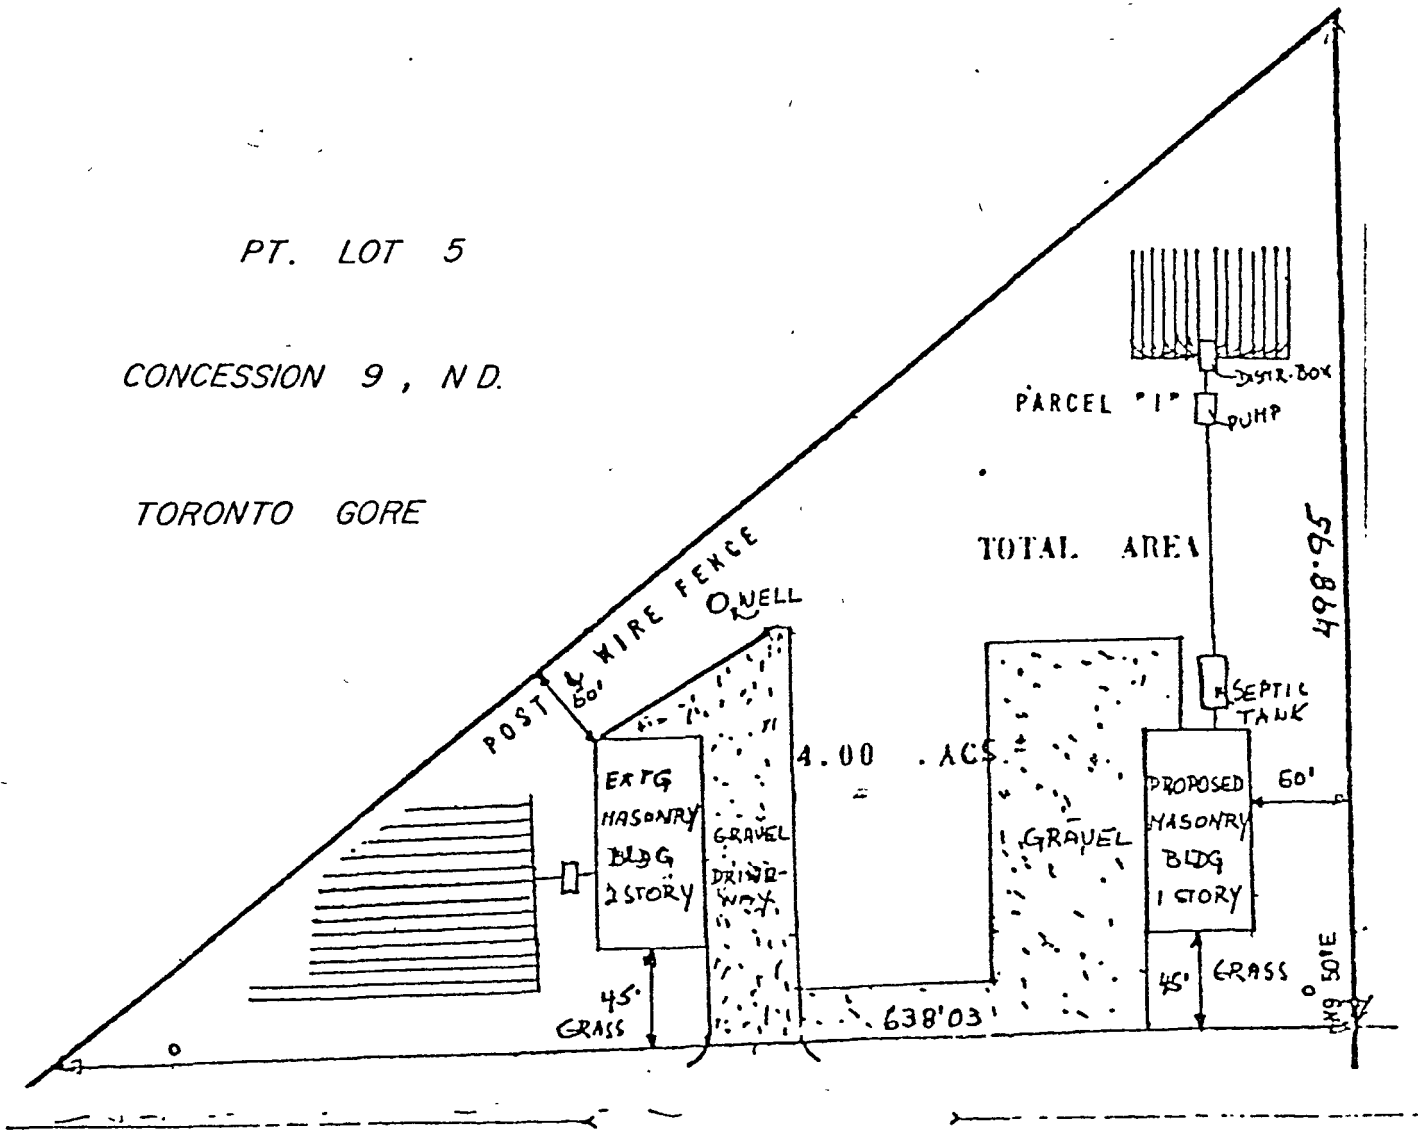 PT. LOT 5
CONCESSION 9, N D.
TORONTO GORE
DISTR. BOX
PARCEL "1"
PUMP
498.95
TOTAL AREA
POST & WIRE FENCE
O WELL
60'
SEPTIC
TANK
4.00 . ACS.
EXTG
MASONRY
BLDG
2 STORY
GRAVEL
DRIVE-
WAY
GRAVEL
PROPOSED
MASONRY
BLDG
1 STORY
60'
45'
GRASS
45'
GRASS
638'03
50'E